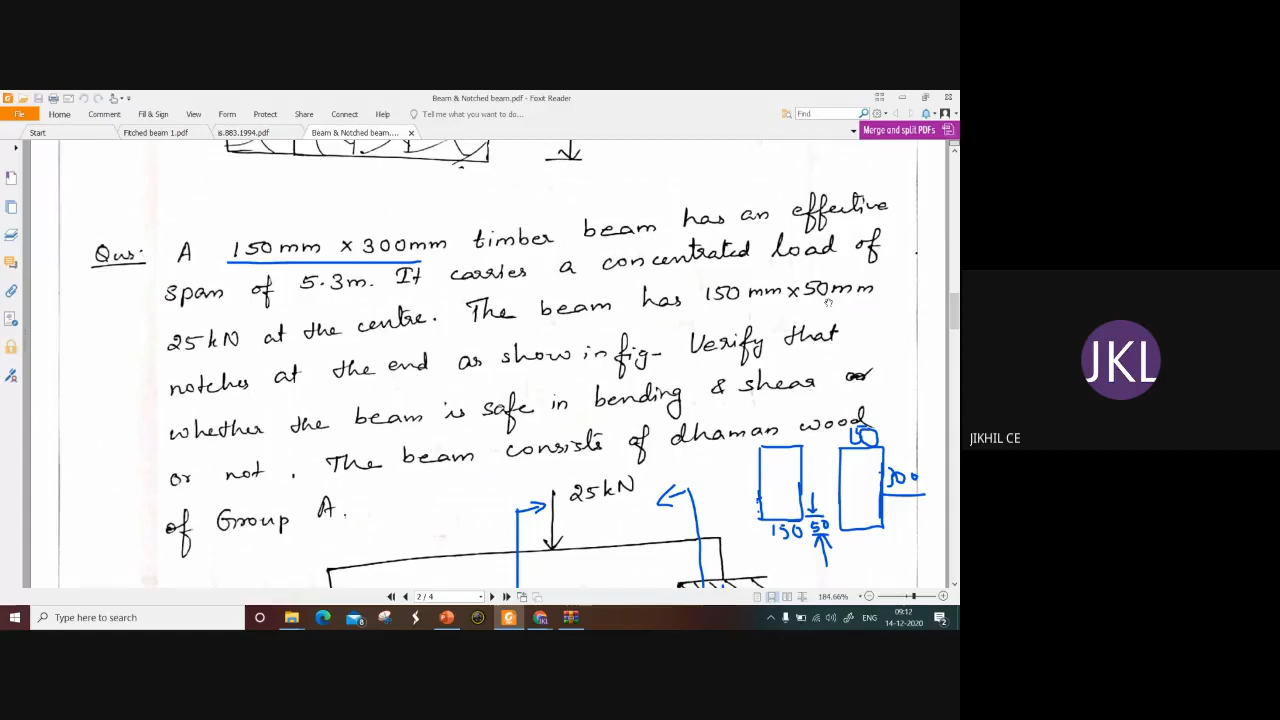 Beam & Notched beam.pdf - Foxit Reader
File Home Comment Fill & Sign View Form Protect Share Connect Help Tell me what you want to do... Find
Start Fitched beam 1.pdf is.883.1994.pdf Beam & Notched beam.... × Merge and split PDFs
Qus: A 150mm × 300mm timber beam has an effective
span of 5.3m. It carries a concentrated load of
25kN at the centre. The beam has 150 mm × 50mm
notches at the end as show in fig- Verify that
whether the beam is safe in bending & shear
or not. The beam consists of dhaman wood
of Group A.
25kN
150
300
150 50
JKL
JIKHIL CE
2 / 4 184.66%
Type here to search ENG 09:12
14-12-2020 2